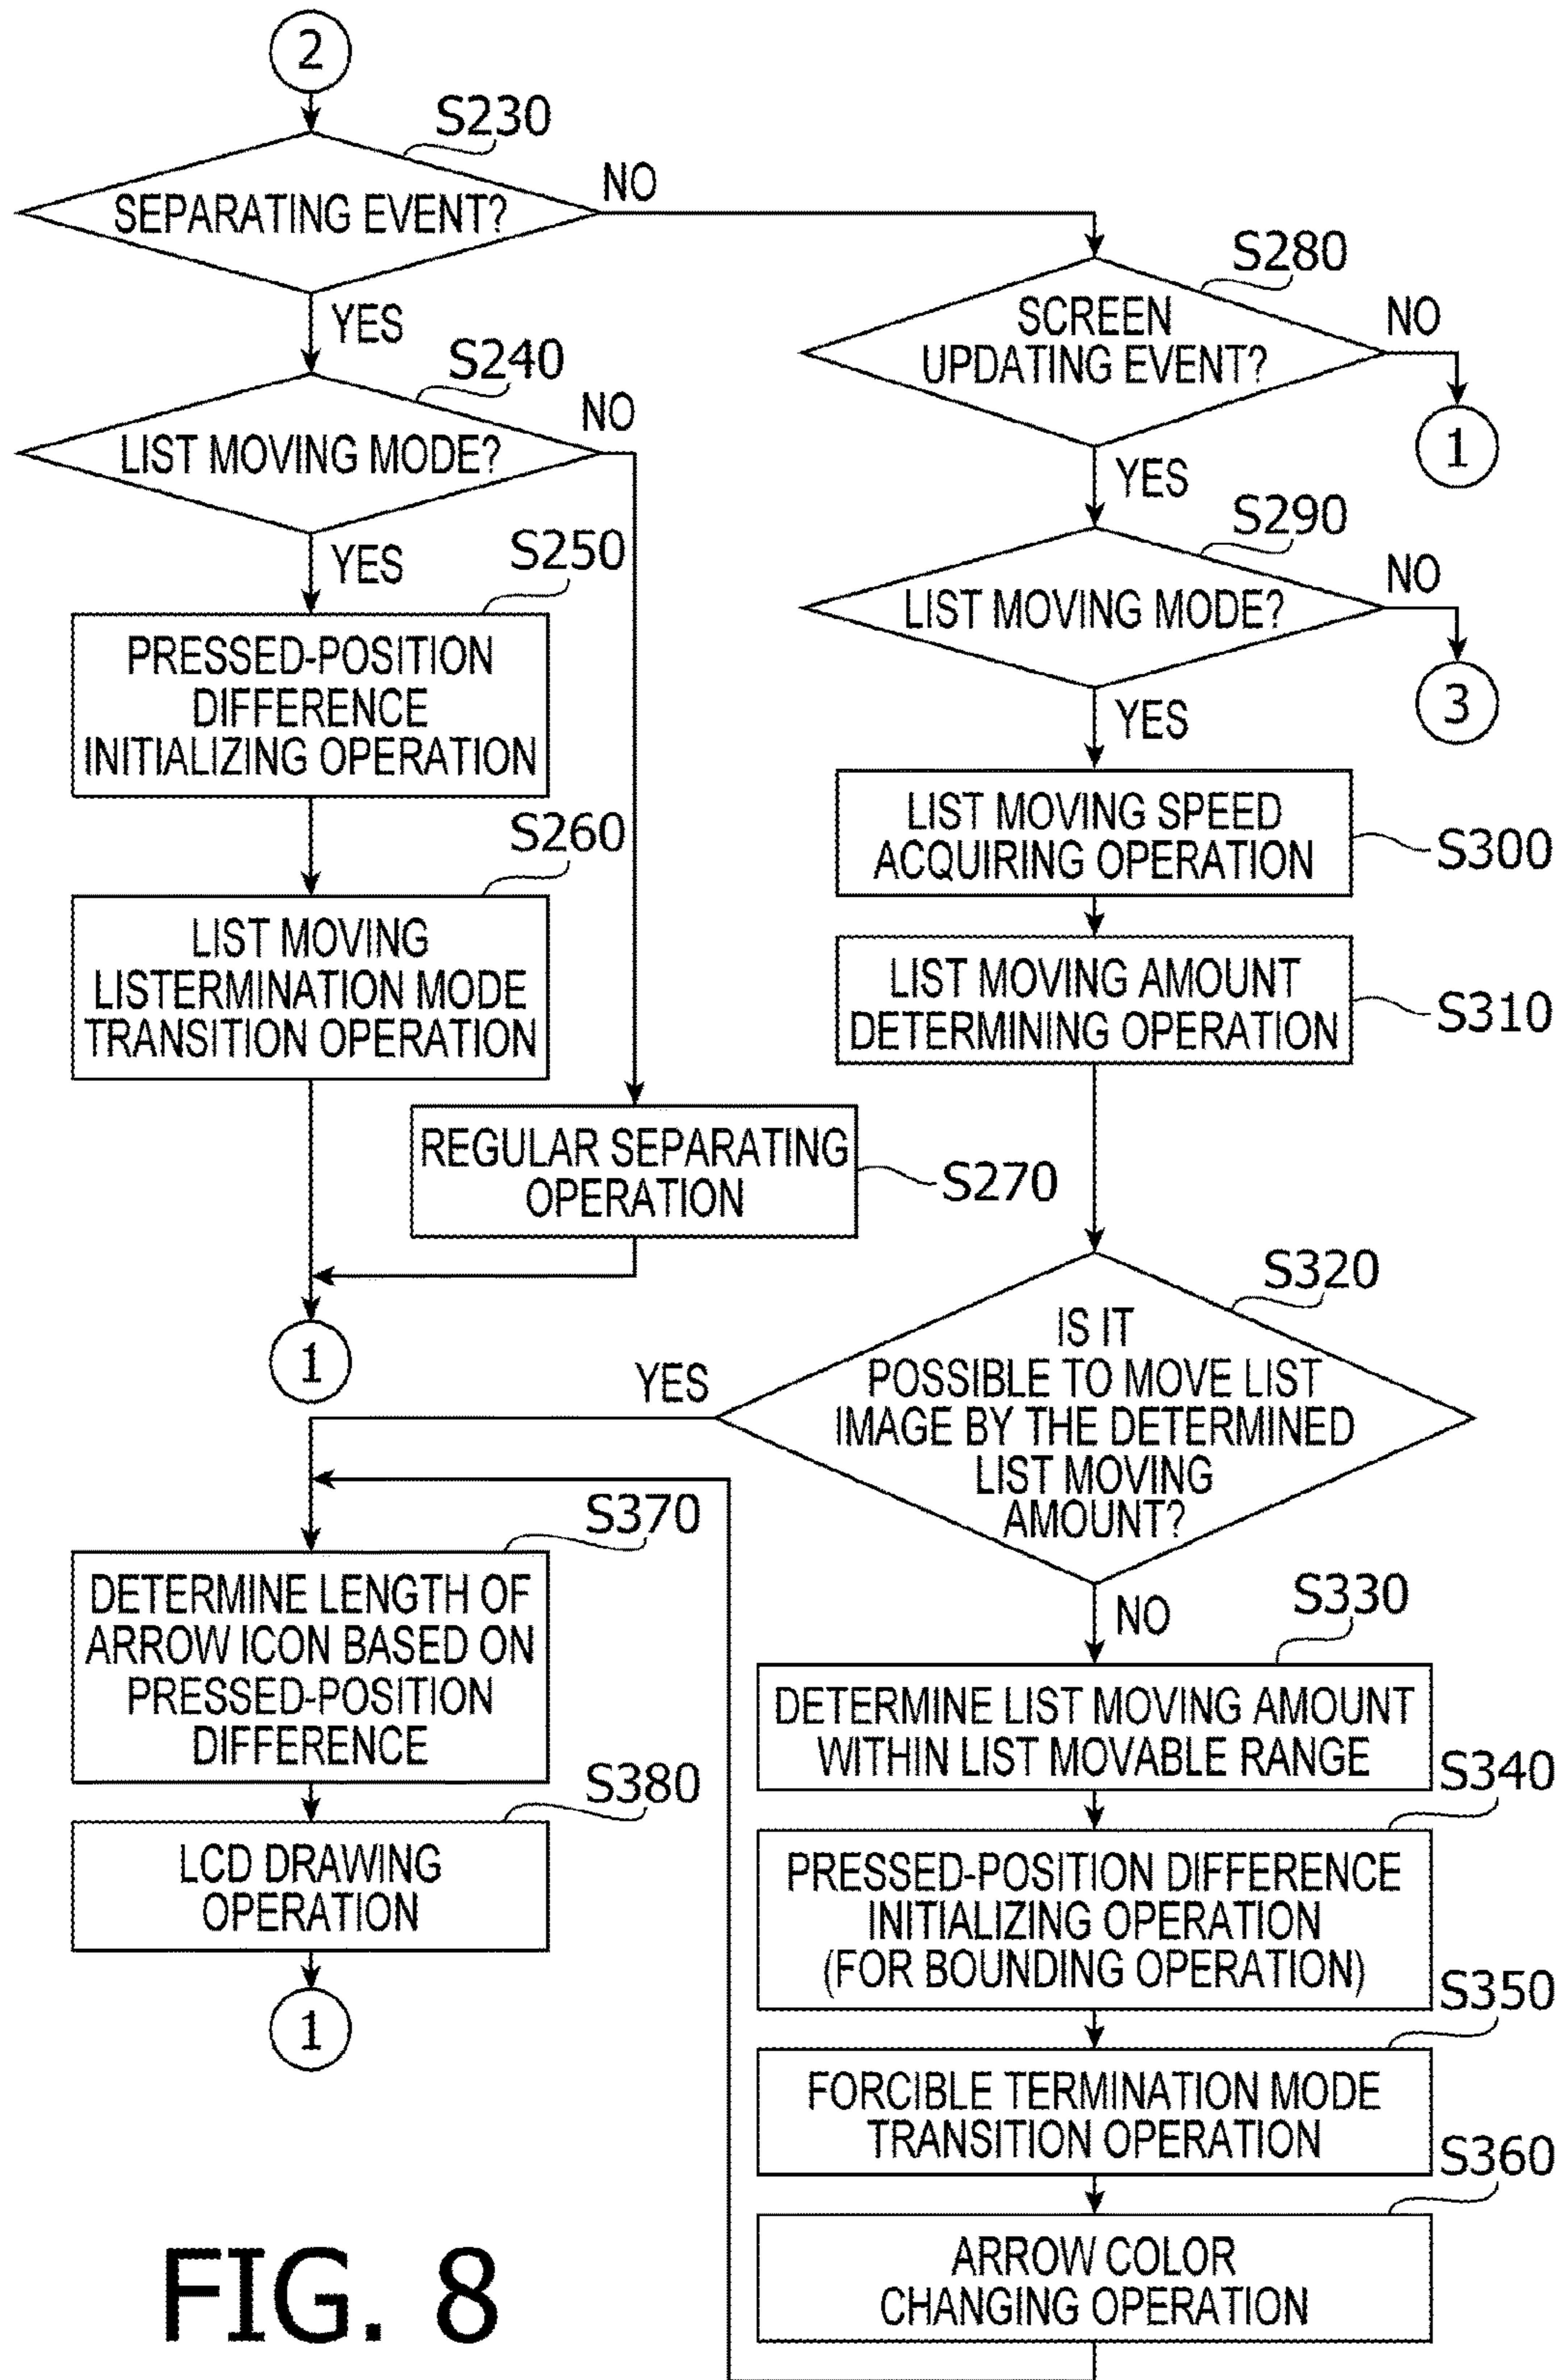 2
S230
SEPARATING EVENT?
NO
YES
S240
LIST MOVING MODE?
NO
YES
S250
PRESSED-POSITION
DIFFERENCE
INITIALIZING OPERATION
S260
LIST MOVING
LISTERMINATION MODE
TRANSITION OPERATION
REGULAR SEPARATING
OPERATION
S270
1
S280
SCREEN
UPDATING EVENT?
NO
1
YES
S290
LIST MOVING MODE?
NO
3
YES
LIST MOVING SPEED
ACQUIRING OPERATION
S300
LIST MOVING AMOUNT
DETERMINING OPERATION
S310
S320
IS IT
POSSIBLE TO MOVE LIST
IMAGE BY THE DETERMINED
LIST MOVING
AMOUNT?
YES
NO
S330
DETERMINE LIST MOVING AMOUNT
WITHIN LIST MOVABLE RANGE
S340
PRESSED-POSITION DIFFERENCE
INITIALIZING OPERATION
(FOR BOUNDING OPERATION)
S350
FORCIBLE TERMINATION MODE
TRANSITION OPERATION
S360
ARROW COLOR
CHANGING OPERATION
S370
DETERMINE LENGTH OF
ARROW ICON BASED ON
PRESSED-POSITION
DIFFERENCE
S380
LCD DRAWING
OPERATION
1
FIG. 8